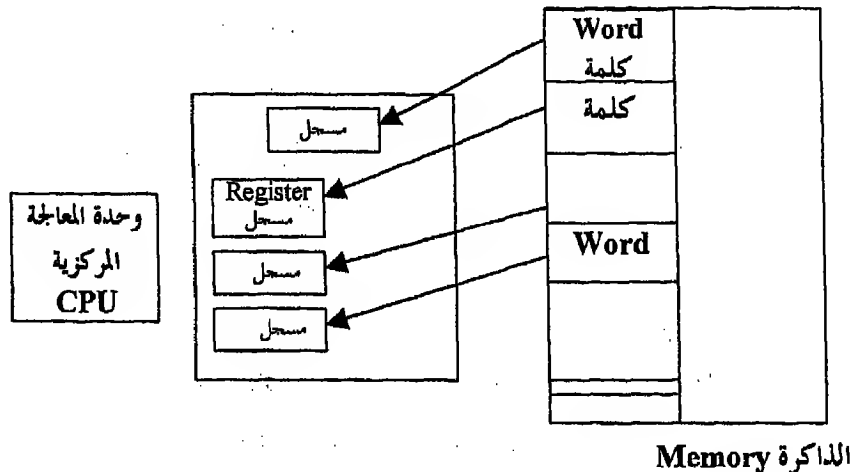 Word
كلمة
كلمة
Word
مسجل
Register
مسجل
مسجل
مسجل
وحدة المعالجة
المركزية
CPU
الذاكرة Memory